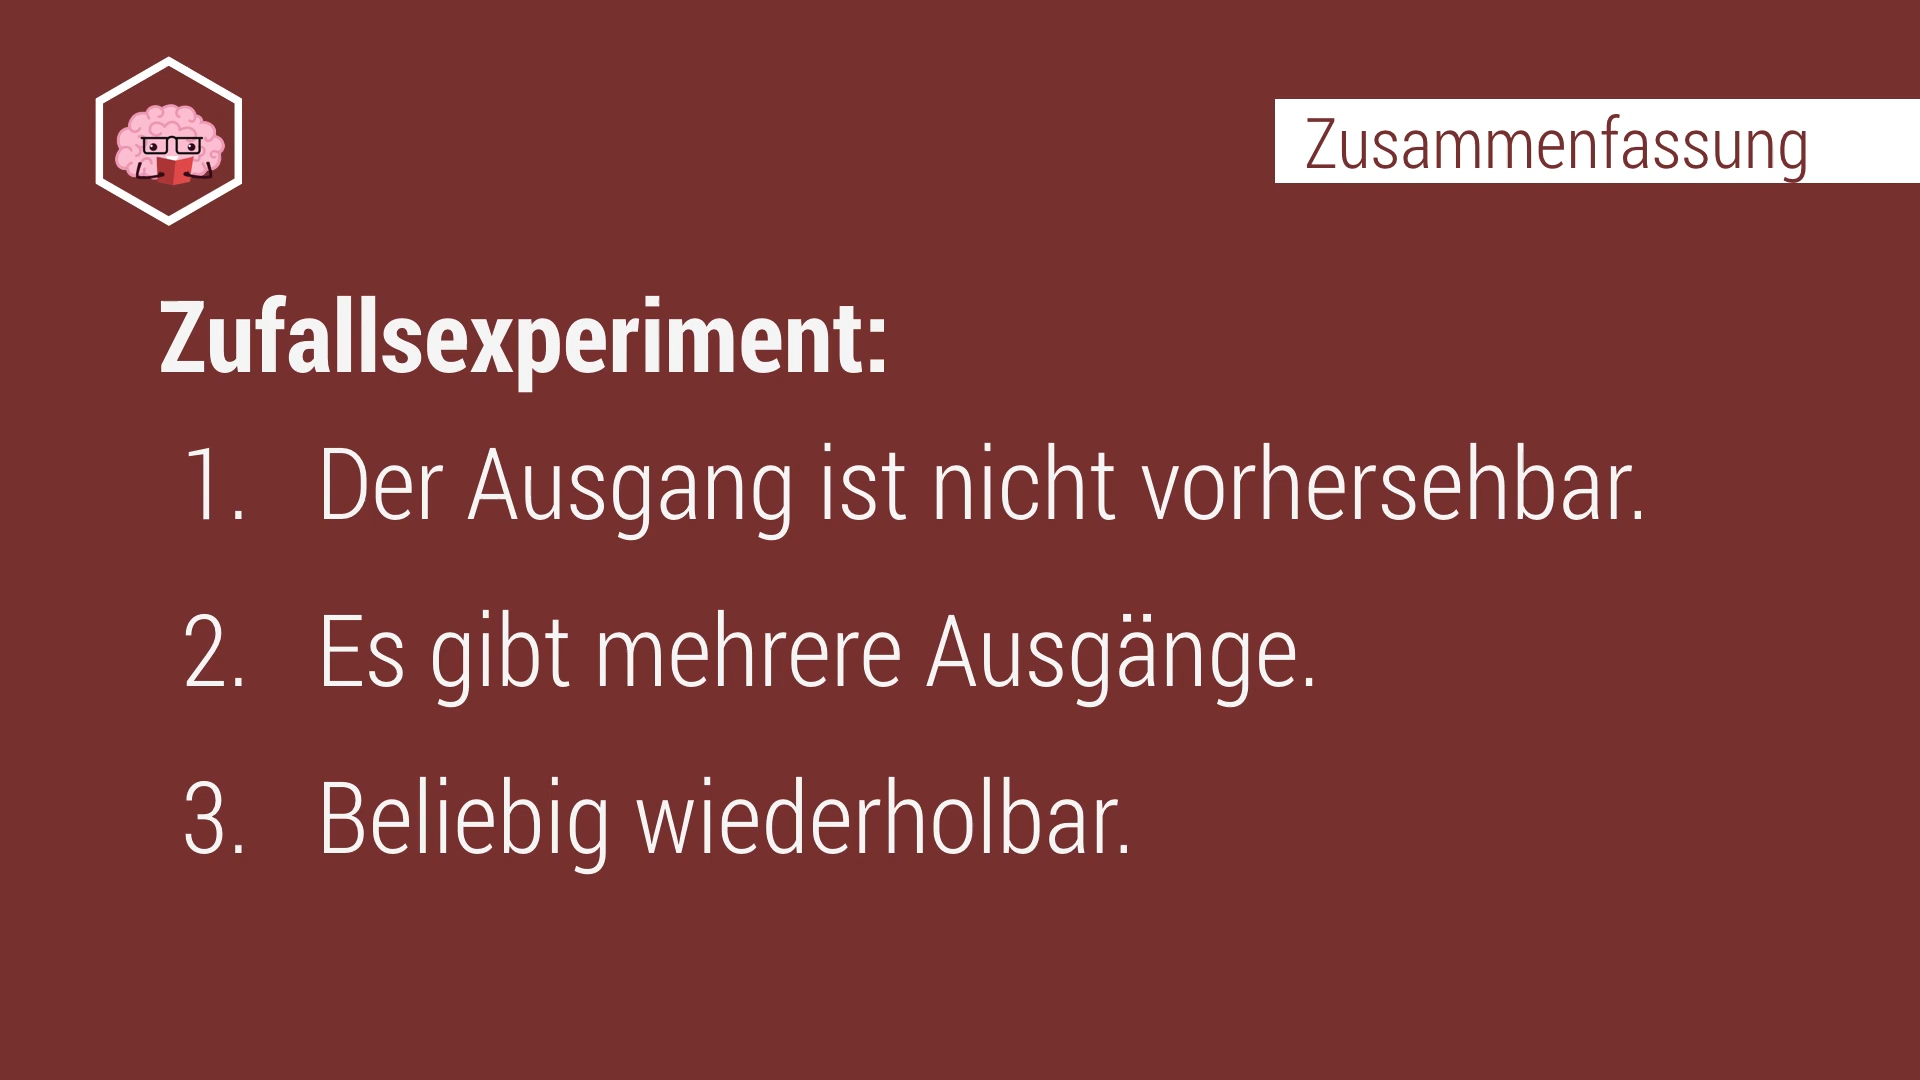 Zusammenfassung
Zufallsexperiment:
1. Der Ausgang ist nicht vorhersehbar.
2. Es gibt mehrere Ausgänge.
3. Beliebig wiederholbar.